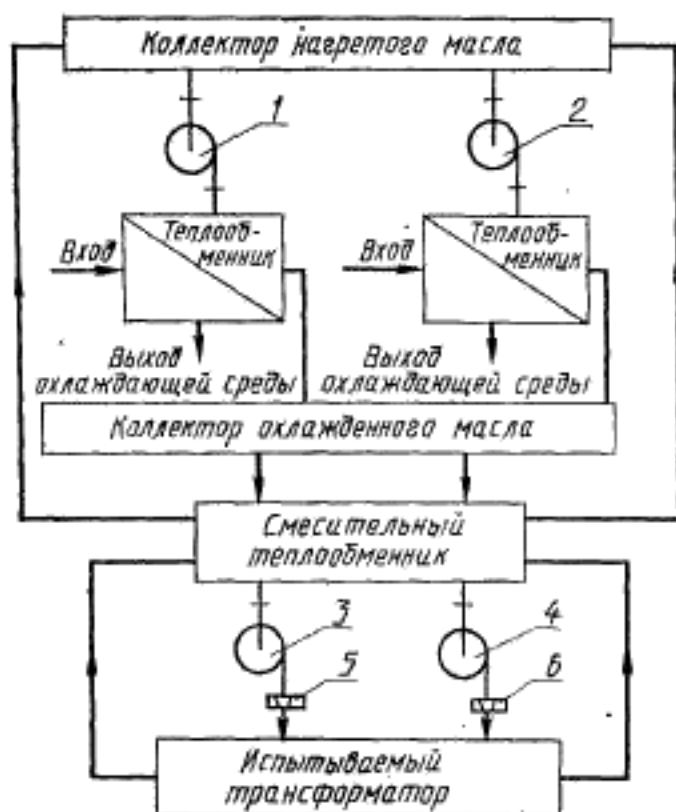 Коллектор нагретого масла
1
2
Теплооб-
менник
Вход
Теплооб-
менник
Вход
Выход
охлаждающей среды
Выход
охлаждающей среды
Коллектор охлажденного масла
Смесительный
теплообменник
3
4
5
6
Испытываемый
трансформатор